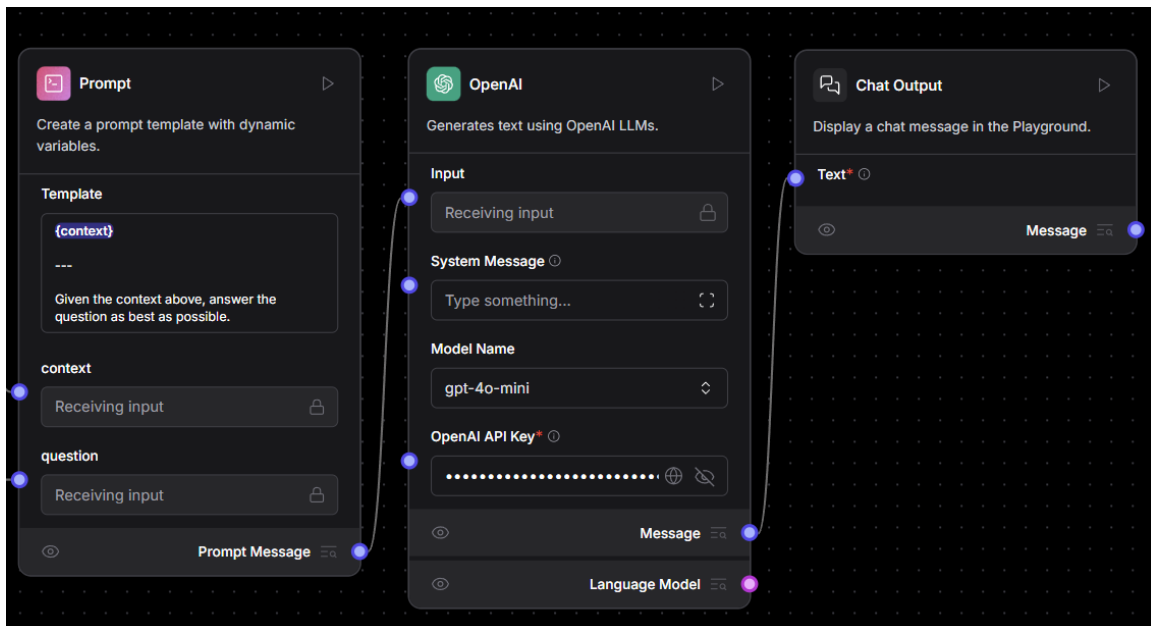 Prompt
Create a prompt template with dynamic
variables.
Template
{context}
---
Given the context above, answer the
question as best as possible.
context
Receiving input
question
Receiving input
Prompt Message
OpenAI
Generates text using OpenAI LLMs.
Input
Receiving input
System Message
Type something...
Model Name
gpt-4o-mini
OpenAI API Key*
Message
Language Model
Chat Output
Display a chat message in the Playground.
Text*
Message